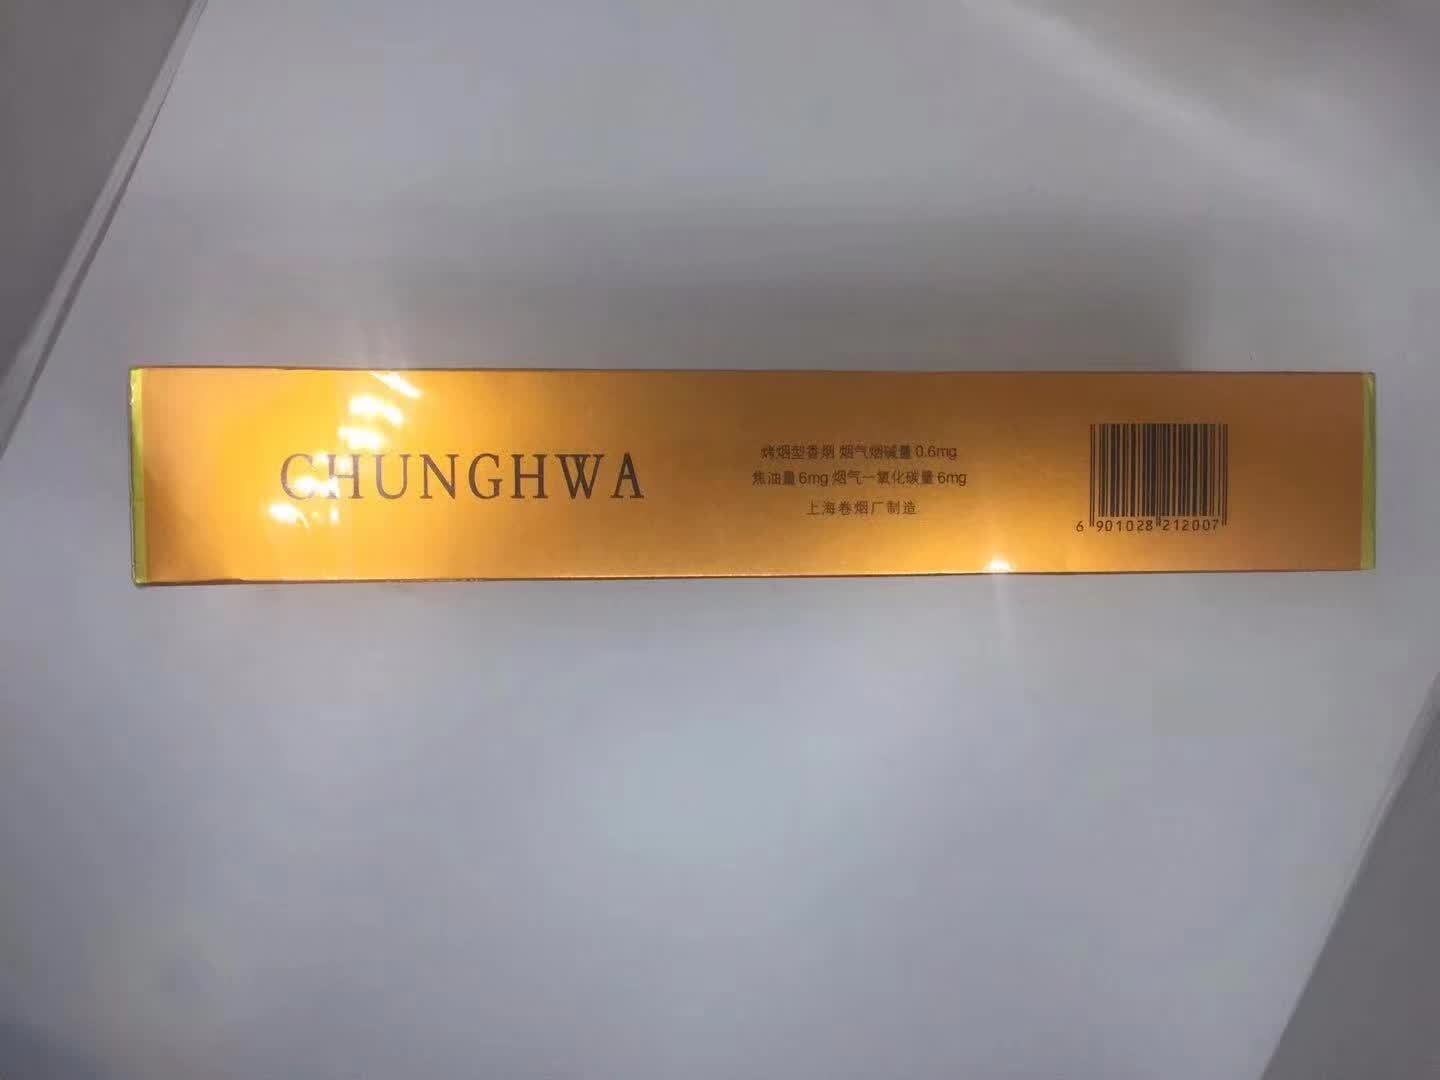 CHUNGHWA
烤烟型香烟 烟气烟碱量 0.6mg
焦油量 6mg 烟气一氧化碳量 6mg
上海卷烟厂制造
6 901028 212007